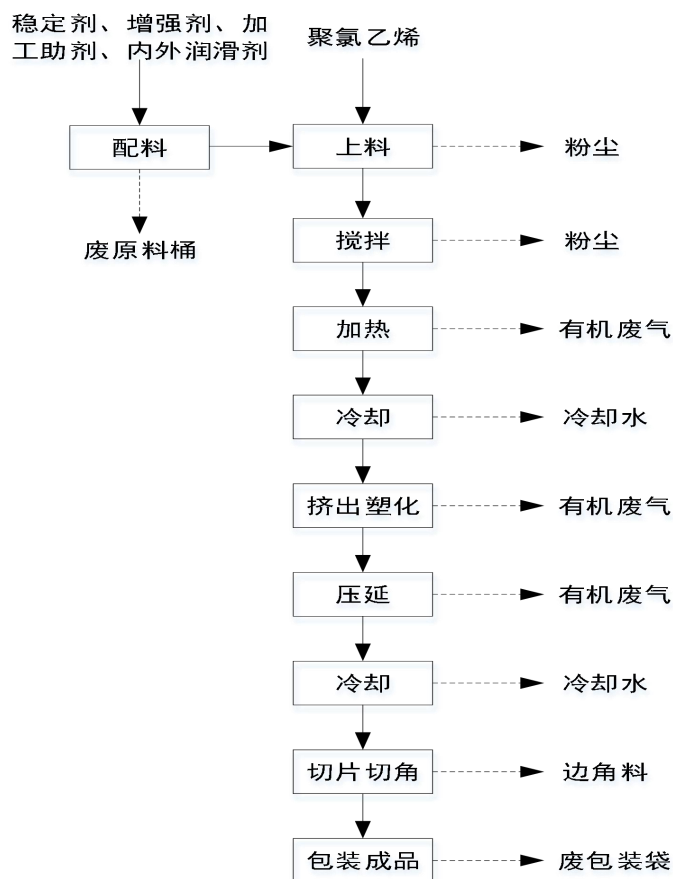 稳定剂、增强剂、加
工助剂、内外润滑剂
聚氯乙烯
配料
上料
粉尘
废原料桶
搅拌
粉尘
加热
有机废气
冷却
冷却水
挤出塑化
有机废气
压延
有机废气
冷却
冷却水
切片切角
边角料
包装成品
废包装袋